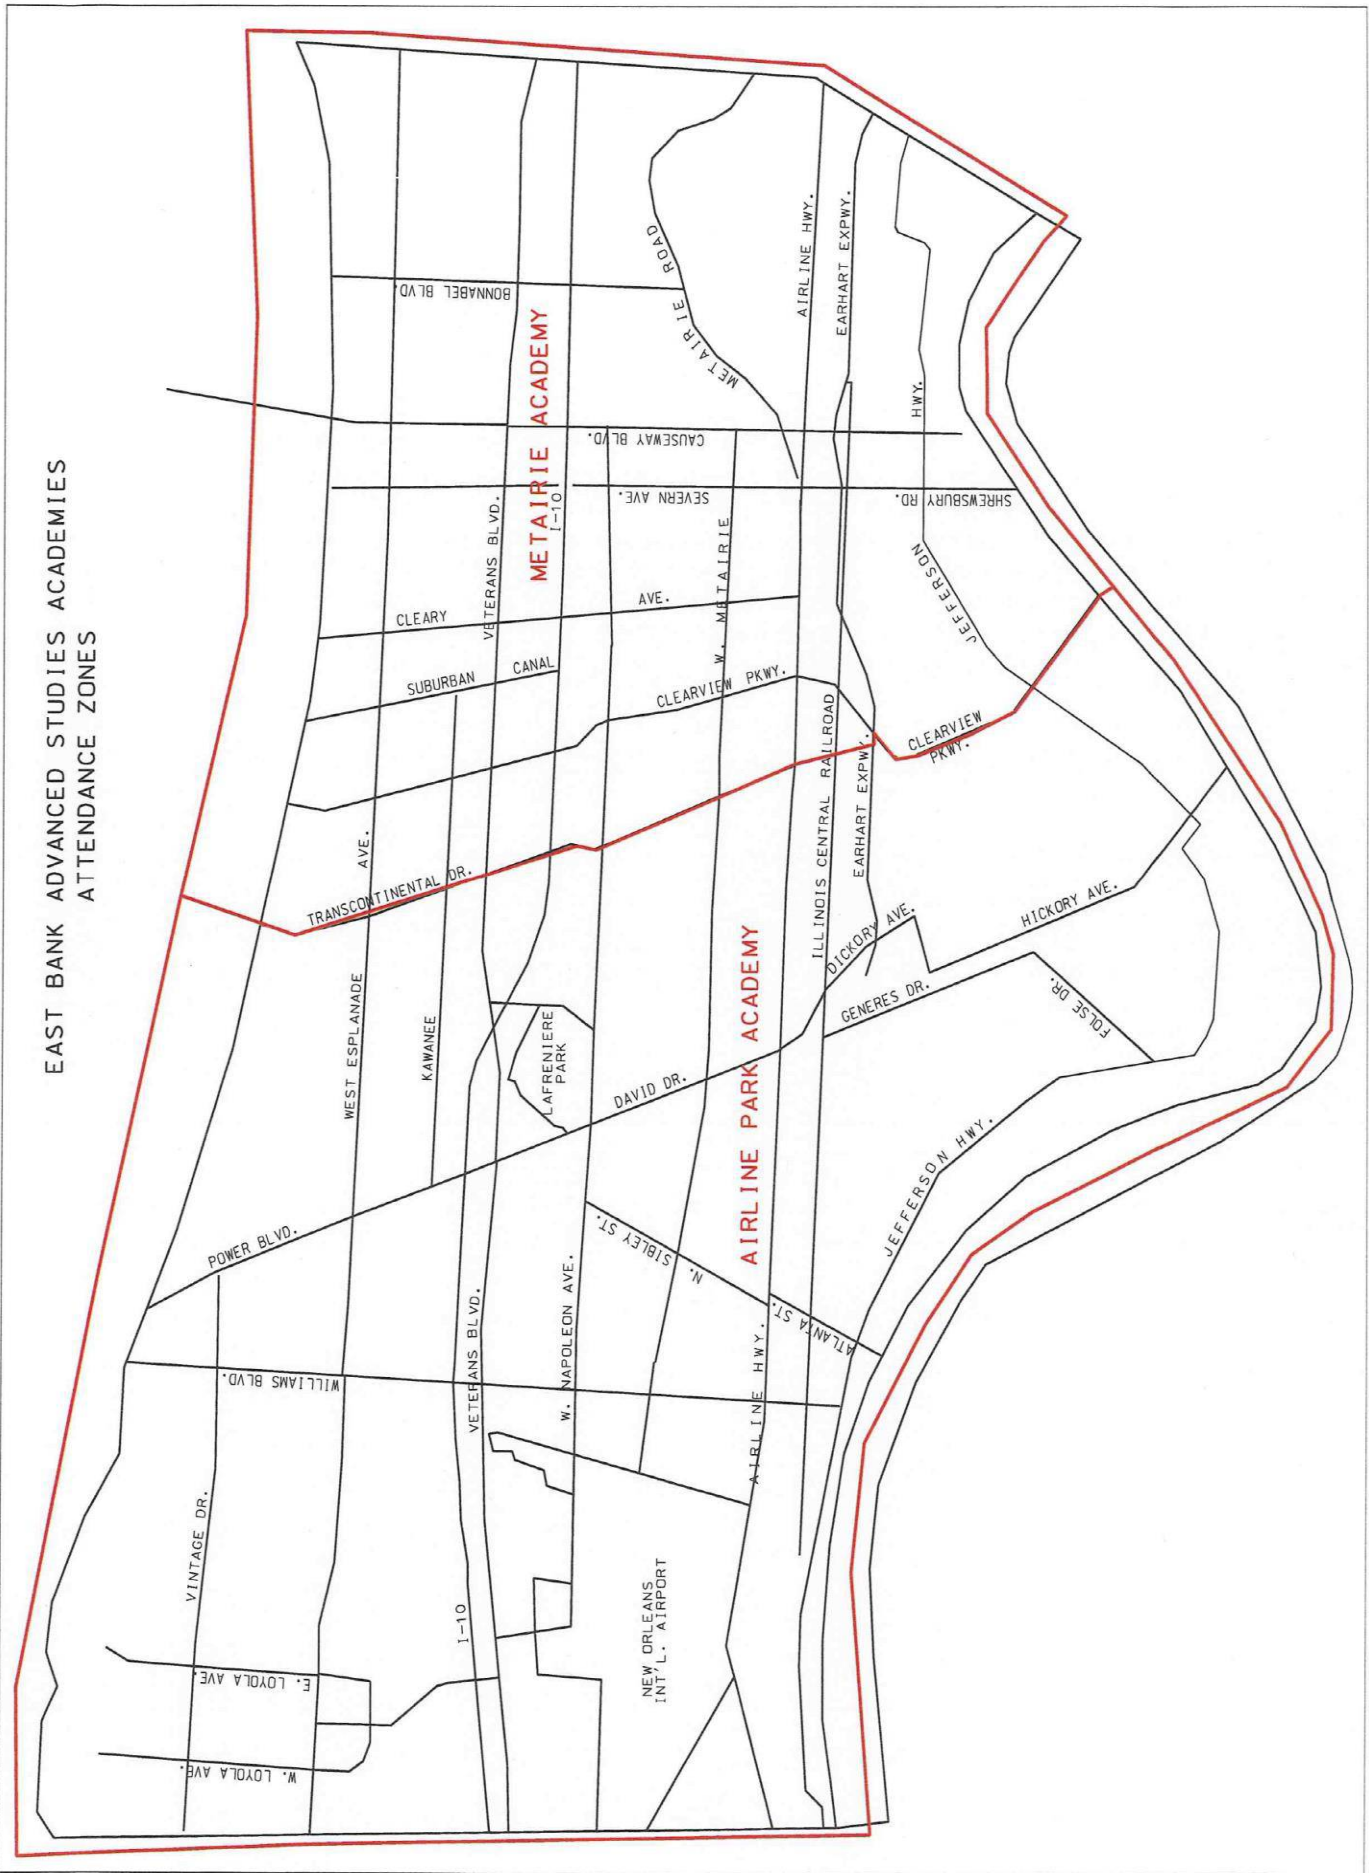 EAST BANK ADVANCED STUDIES ACADEMIES
ATTENDANCE ZONES
VINTAGE DR.
W. LOYOLA AVE.
E. LOYOLA AVE.
WILLIAMS BLVD.
POWER BLVD.
WEST ESPLANADE
AVE.
KAWANEE
TRANSCONTINENTAL DR.
SUBURBAN
CANAL
CLEARY
AVE.
BONNABEL BLVD.
I-10
VETERANS BLVD.
VETERANS BLVD.
METAIRIE ACADEMY
I-10
LAFRENIERE
PARK
W. NAPOLEON AVE.
DAVID DR.
N. SIBLEY ST.
CLEARVIEW PKWY.
SEVERN AVE.
CAUSEWAY BLVD.
METAIRIE ROAD
W. METAIRIE
NEW ORLEANS
INT'L. AIRPORT
AIRLINE PARK ACADEMY
AIRLINE HWY.
AIRLINE HWY.
ATLANTA ST.
ILLINOIS CENTRAL RAILROAD
EARHART EXPWY.
EARHART EXPWY.
DICKORY AVE.
GENERES DR.
HICKORY AVE.
FOLSE DR.
CLEARVIEW
PKWY.
SHREWSBURY RD.
JEFFERSON HWY.
JEFFERSON
HWY.